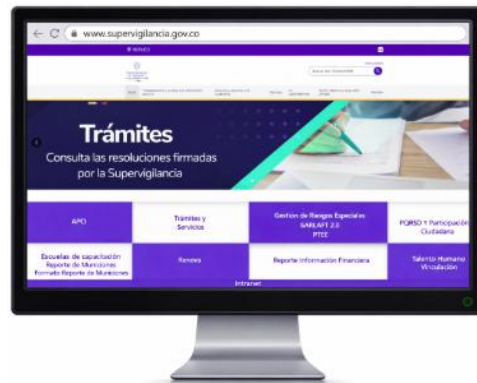 www.supervigilancia.gov.co
Trámites
Consulta las resoluciones firmadas
por la Supervigilancia
APO
Trámites y
Servicios
Gestión de Riesgos Especiales
SARLAFT 2.0
PTEE
PQRSD Y Participación
Ciudadana
Escuelas de capacitación
Reporte de Municiones
Formato Reporte de Municiones
Renova
Reporte Información Financiera
Talento Humano
Vinculación
Intranet